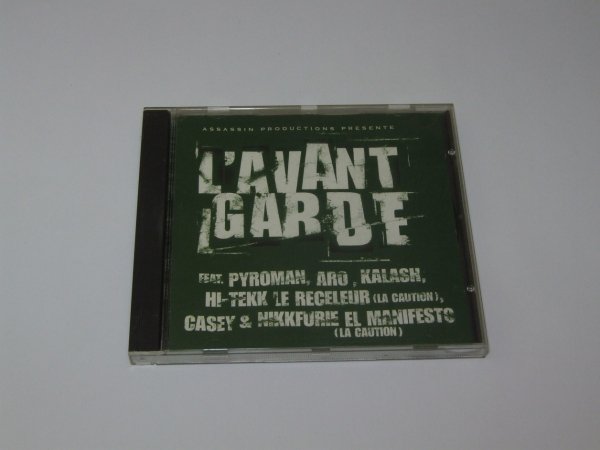 ASSASSIN PRODUCTIONS PRESENTE
L'AVANT
GARDE
FEAT. PYROMAN, ARO, KALASH,
HI-TEKK LE RECELEUR (LA CAUTION),
CASEY & NIKKFURIE EL MANIFESTO
(LA CAUTION)